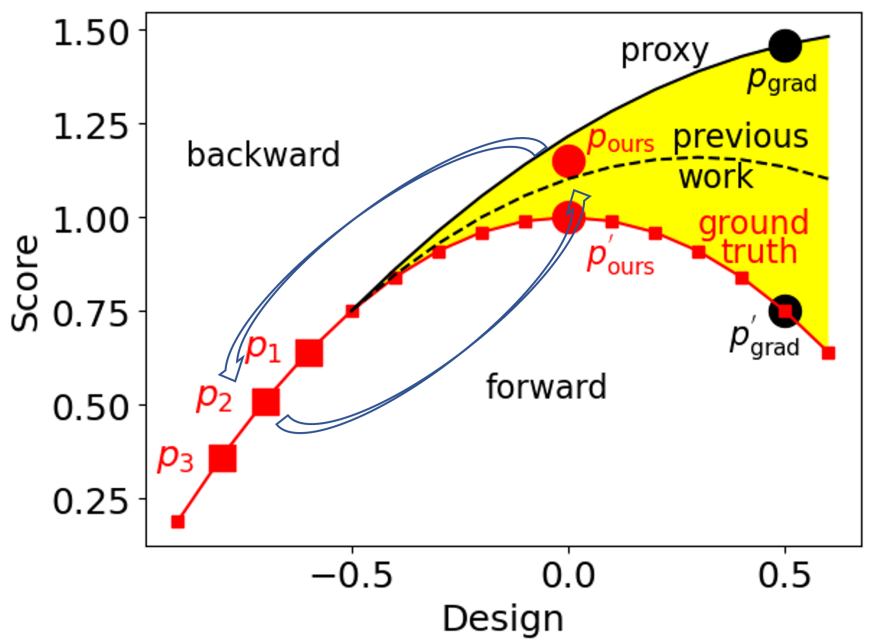 1.50
1.25
1.00
0.75
0.50
0.25
Score
−0.5
0.0
0.5
Design
proxy
p_grad
backward
p_ours
previous
work
ground
truth
p'_ours
p'_grad
p_1
p_2
p_3
forward